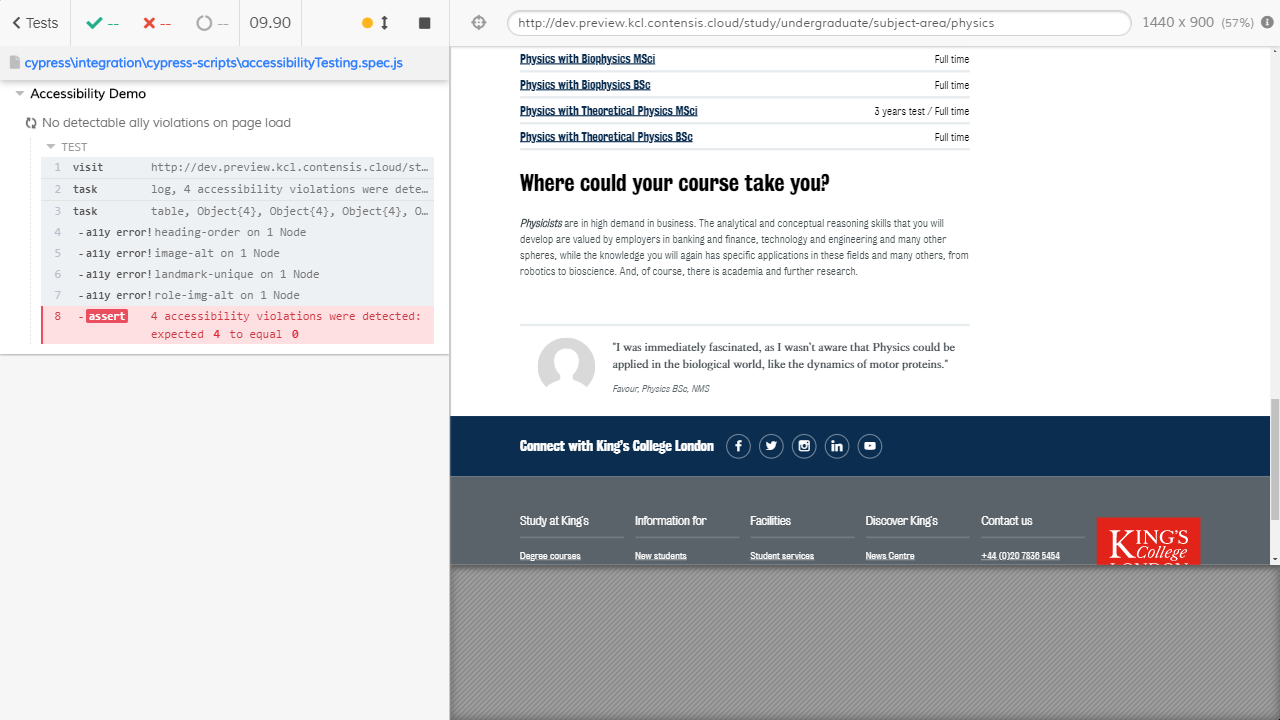 Tests
--
--
--
09.90
http://dev.preview.kcl.contensis.cloud/study/undergraduate/subject-area/physics
1440 x 900 (57%)
cypress\integration\cypress-scripts\accessibilityTesting.spec.js
Accessibility Demo
No detectable a11y violations on page load
TEST
1 visit http://dev.preview.kcl.contensis.cloud/st…
2 task log, 4 accessibility violations were dete…
3 task table, Object{4}, Object{4}, Object{4}, O…
4 -a11y error! heading-order on 1 Node
5 -a11y error! image-alt on 1 Node
6 -a11y error! landmark-unique on 1 Node
7 -a11y error! role-img-alt on 1 Node
8 -assert 4 accessibility violations were detected:
expected 4 to equal 0
Physics with Biophysics MSci Full time
Physics with Biophysics BSc Full time
Physics with Theoretical Physics MSci 3 years test / Full time
Physics with Theoretical Physics BSc Full time
Where could your course take you?
Physicists are in high demand in business. The analytical and conceptual reasoning skills that you will
develop are valued by employers in banking and finance, technology and engineering and many other
spheres, while the knowledge you will again has specific applications in these fields and many others, from
robotics to bioscience. And, of course, there is academia and further research.
"I was immediately fascinated, as I wasn't aware that Physics could be
applied in the biological world, like the dynamics of motor proteins."
Favour, Physics BSc, NMS
Connect with King's College London
Study at King's Information for Facilities Discover King's Contact us
Degree courses New students Student services News Centre +44 (0)20 7836 5454
KING'S
College
LONDON